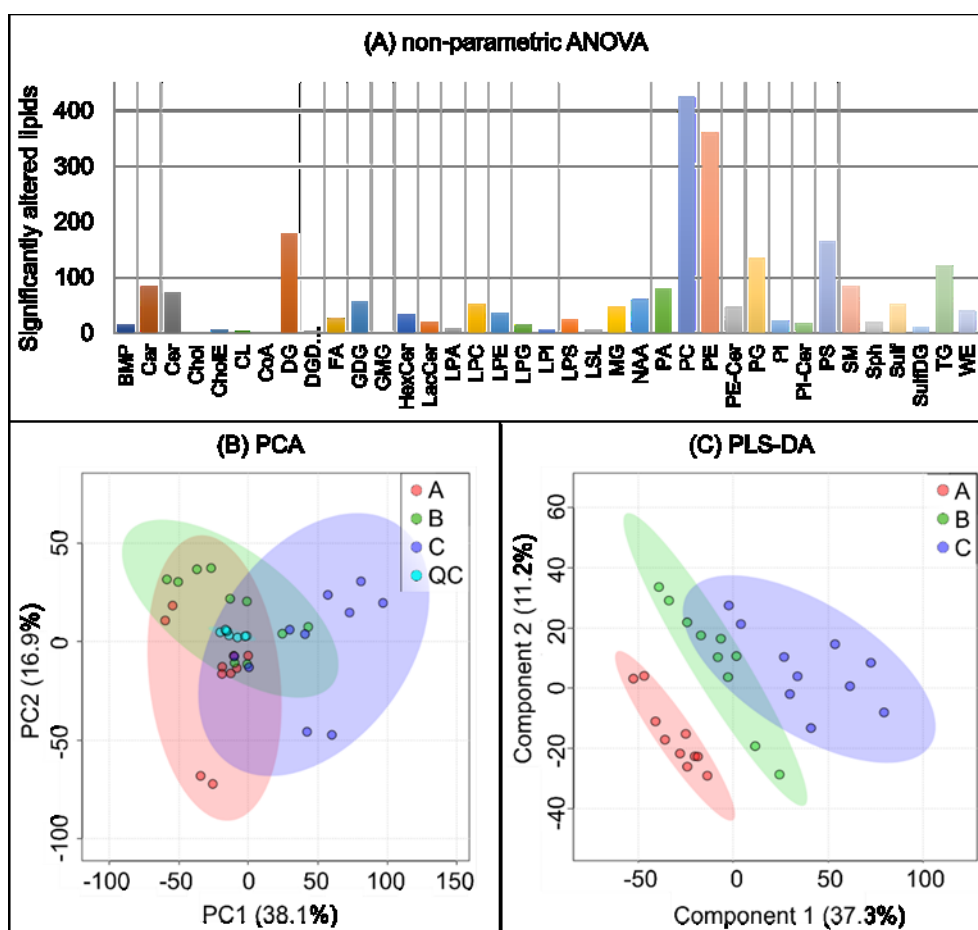 (A) non-parametric ANOVA
Significantly altered lipids
400
300
200
100
0
BMP
Car
Cer
Chol
CholE
CL
CoA
DG
DGD...
FA
GDG
GMG
HexCer
LacCer
LPA
LPC
LPE
LPG
LPI
LPS
LSL
MG
NAA
PA
PC
PE
PE-Cer
PG
PI
PI-Cer
PS
SM
Sph
Sulf
SulfDG
TG
WE
(B) PCA
A
B
C
QC
PC2 (16.9%)
50
0
-50
-100
-100
-50
0
50
100
150
PC1 (38.1%)
(C) PLS-DA
A
B
C
Component 2 (11.2%)
60
40
20
0
-20
-40
-50
0
50
100
Component 1 (37.3%)